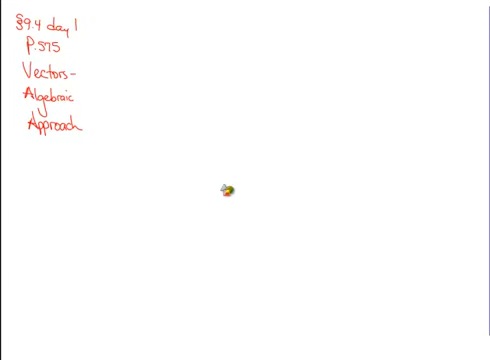 §9.4 day 1
P.575
Vectors-
Algebraic
Approach